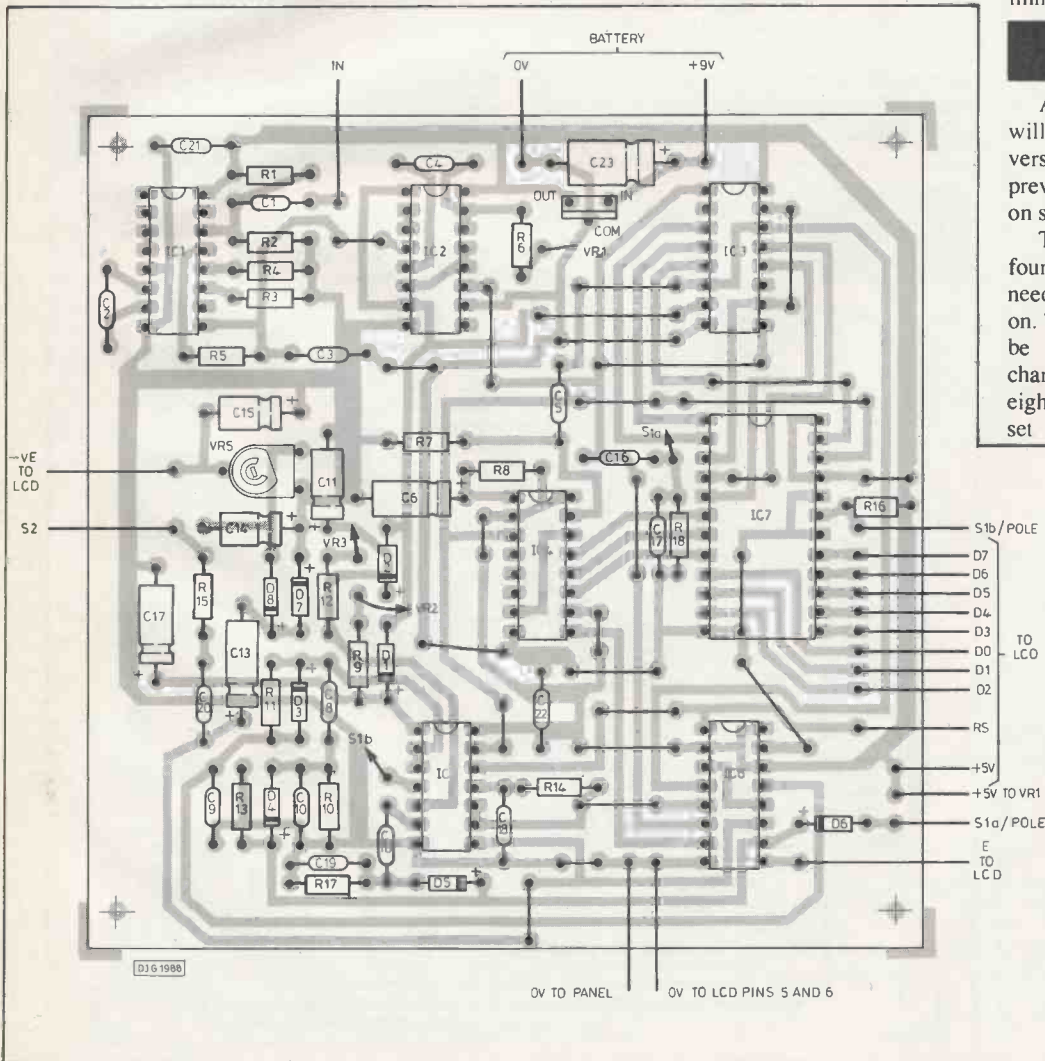 BATTERY
IN
0V
+9V
C21
R1
C1
C4
C23
+
OUT
IN
COM
VR1
IC1
R2
R4
R3
IC2
R6
IC3
C2
R5
C3
C15
+
C5
VR5
R7
S1a
-VE TO LCD
C11
R8
C16
C6
+
IC7
R16
S2
C14
+
VR3
C17
R18
S1b/POLE
D7
D6
D5
D4
D3
D0
D1
D2
TO LCD
R15
D8
D7
R12
VR2
C17
C13
R9
D1
C20
R11
D3
C8
C22
RS
S1b
+5V
+5V TO VR1
R14
S1a/POLE
D6
+
E TO LCD
C9
R13
D4
C10
R10
C19
R17
D5
+
DJG 1988
0V TO PANEL
0V TO LCD PINS 5 AND 6
A
will
vers
prev
on s
T
four
need
on.
be
char
eigh
set